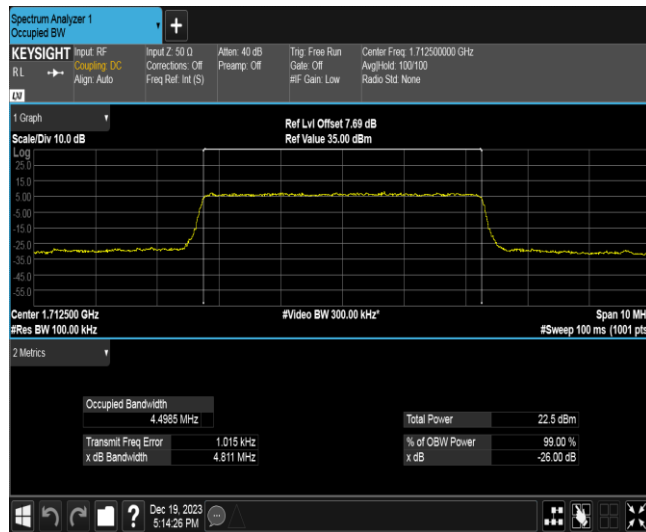 Spectrum Analyzer 1
Occupied BW
+
KEYSIGHT
RL
LXI
Input: RF
Coupling: DC
Align: Auto
Input Z: 50 Ω
Corrections: Off
Freq Ref: Int (S)
Atten: 40 dB
Preamp: Off
Trig: Free Run
Gate: Off
#IF Gain: Low
Center Freq: 1.712500000 GHz
Avg|Hold: 100/100
Radio Std: None
1 Graph
Scale/Div 10.0 dB
Ref Lvl Offset 7.69 dB
Ref Value 35.00 dBm
Log
25.0
15.0
5.00
-5.00
-15.0
-25.0
-35.0
-45.0
-55.0
Center 1.712500 GHz
#Res BW 100.00 kHz
#Video BW 300.00 kHz*
Span 10 MH
#Sweep 100 ms (1001 pts
2 Metrics
Occupied Bandwidth
4.4985 MHz
Transmit Freq Error 1.015 kHz
x dB Bandwidth 4.811 MHz
Total Power 22.5 dBm
% of OBW Power 99.00 %
x dB -26.00 dB
?
Dec 19, 2023
5:14:26 PM